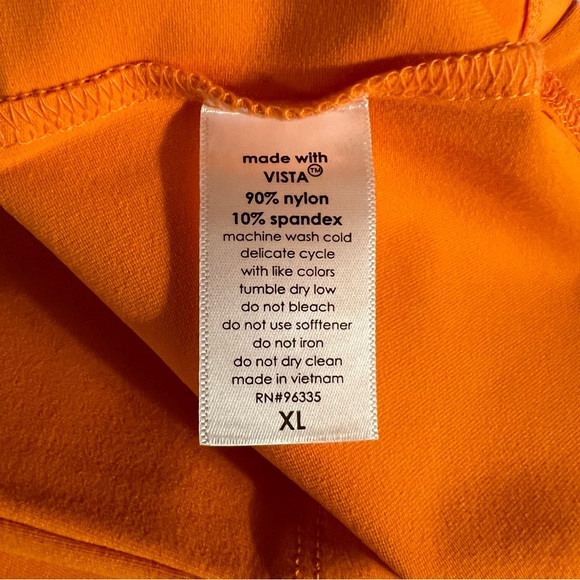 made with
VISTA™
90% nylon
10% spandex
machine wash cold
delicate cycle
with like colors
tumble dry low
do not bleach
do not use sofftener
do not iron
do not dry clean
made in vietnam
RN#96335
XL